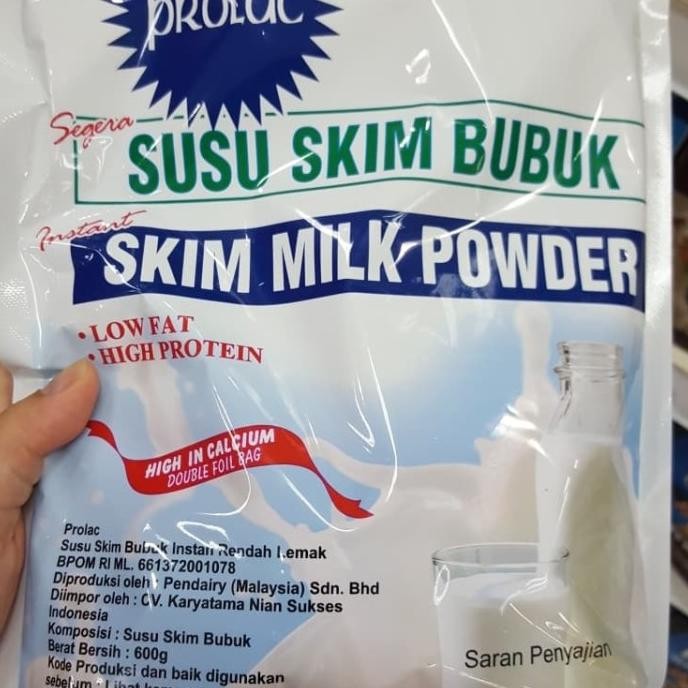 PROLAC
Segera
SUSU SKIM BUBUK
Instant
SKIM MILK POWDER
• LOW FAT
• HIGH PROTEIN
HIGH IN CALCIUM
DOUBLE FOIL BAG
Prolac
Susu Skim Bubuk Instan Rendah Lemak
BPOM RI ML. 661372001078
Diproduksi oleh : Pendairy (Malaysia) Sdn. Bhd
Diimpor oleh : CV. Karyatama Nian Sukses
Indonesia
Komposisi : Susu Skim Bubuk
Berat Bersih : 600g
Kode Produksi dan baik digunakan
sebelum : Lihat
Saran Penyajian